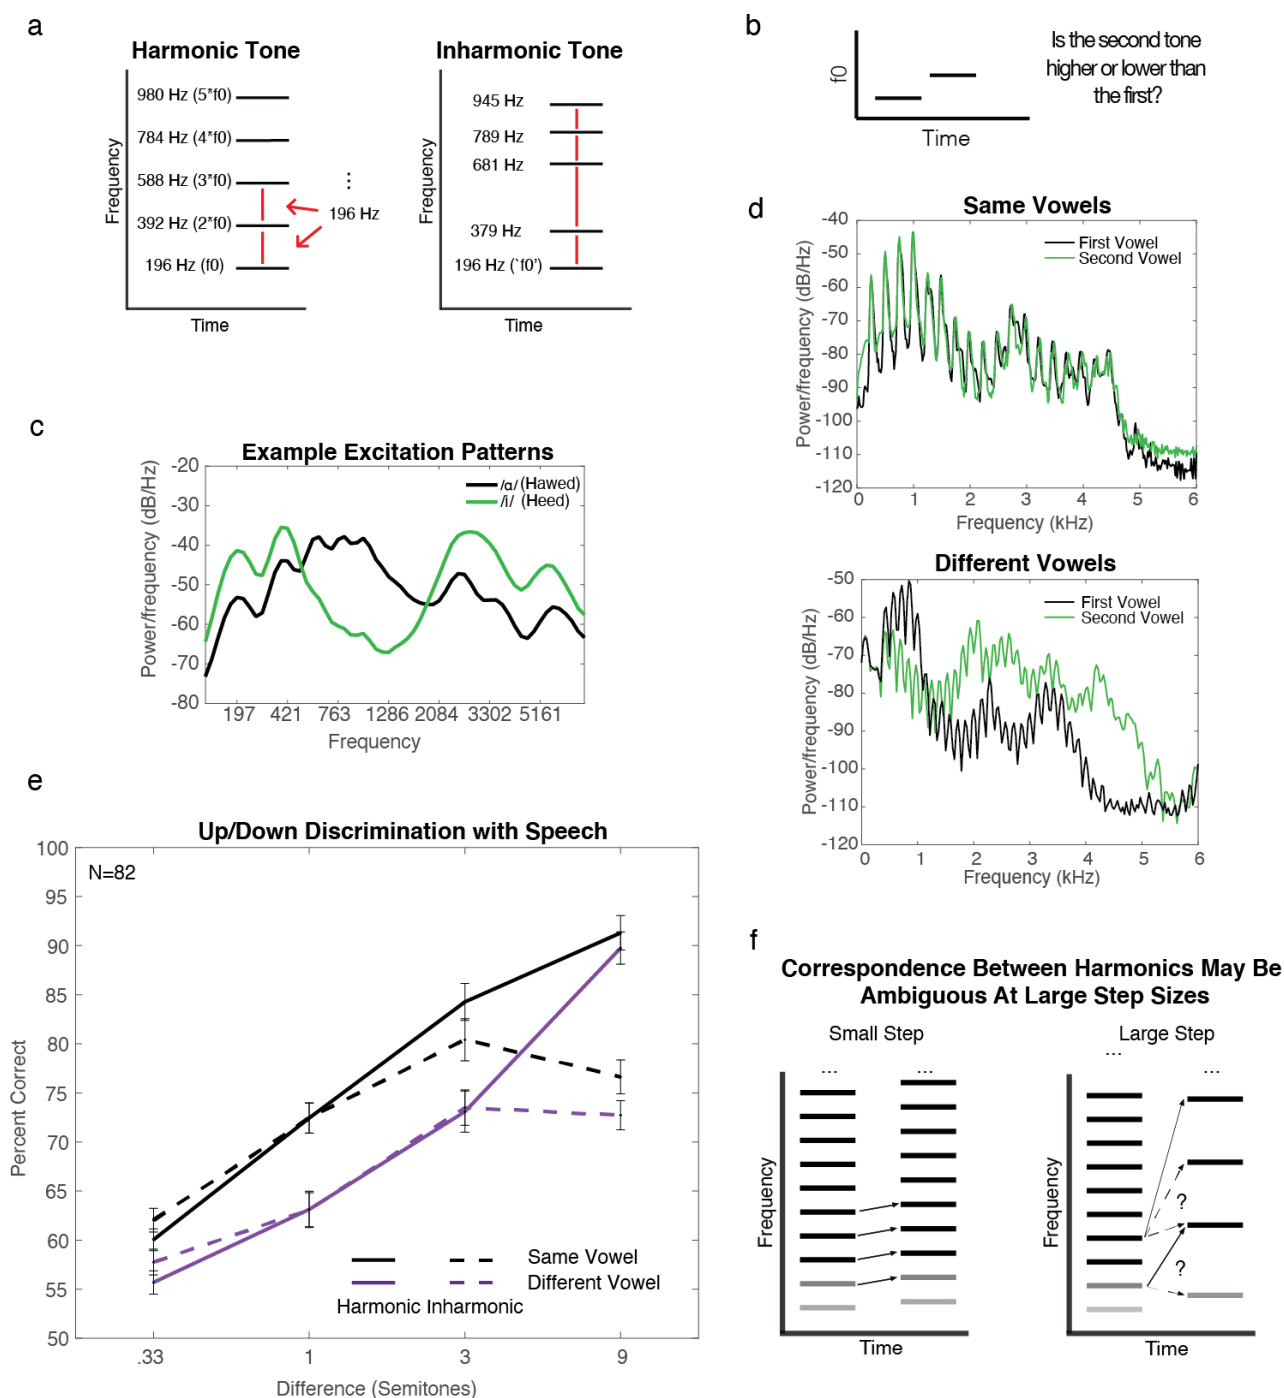 a
Harmonic Tone
Frequency
980 Hz (5*f0)
784 Hz (4*f0)
588 Hz (3*f0)
392 Hz (2*f0)
196 Hz (f0)
196 Hz
⋮
Time
Inharmonic Tone
Frequency
945 Hz
789 Hz
681 Hz
379 Hz
196 Hz (`f0')
Time
b
f0
Time
Is the second tone
higher or lower than
the first?
c
Example Excitation Patterns
Power/frequency (dB/Hz)
-20
-30
-40
-50
-60
-70
-80
/ɑ/ (Hawed)
/i/ (Heed)
197 421 763 1286 2084 3302 5161
Frequency
d
Same Vowels
Power/frequency (dB/Hz)
-40
-50
-60
-70
-80
-90
-100
-110
-120
First Vowel
Second Vowel
0 1 2 3 4 5 6
Frequency (kHz)
Different Vowels
Power/frequency (dB/Hz)
-50
-60
-70
-80
-90
-100
-110
-120
First Vowel
Second Vowel
0 1 2 3 4 5 6
Frequency (kHz)
e
Up/Down Discrimination with Speech
Percent Correct
100
95
90
85
80
75
70
65
60
55
50
N=82
Same Vowel
Different Vowel
Harmonic Inharmonic
.33 1 3 9
Difference (Semitones)
f
Correspondence Between Harmonics May Be
Ambiguous At Large Step Sizes
Small Step
Frequency
...
...
Time
Large Step
Frequency
...
...
?
?
Time